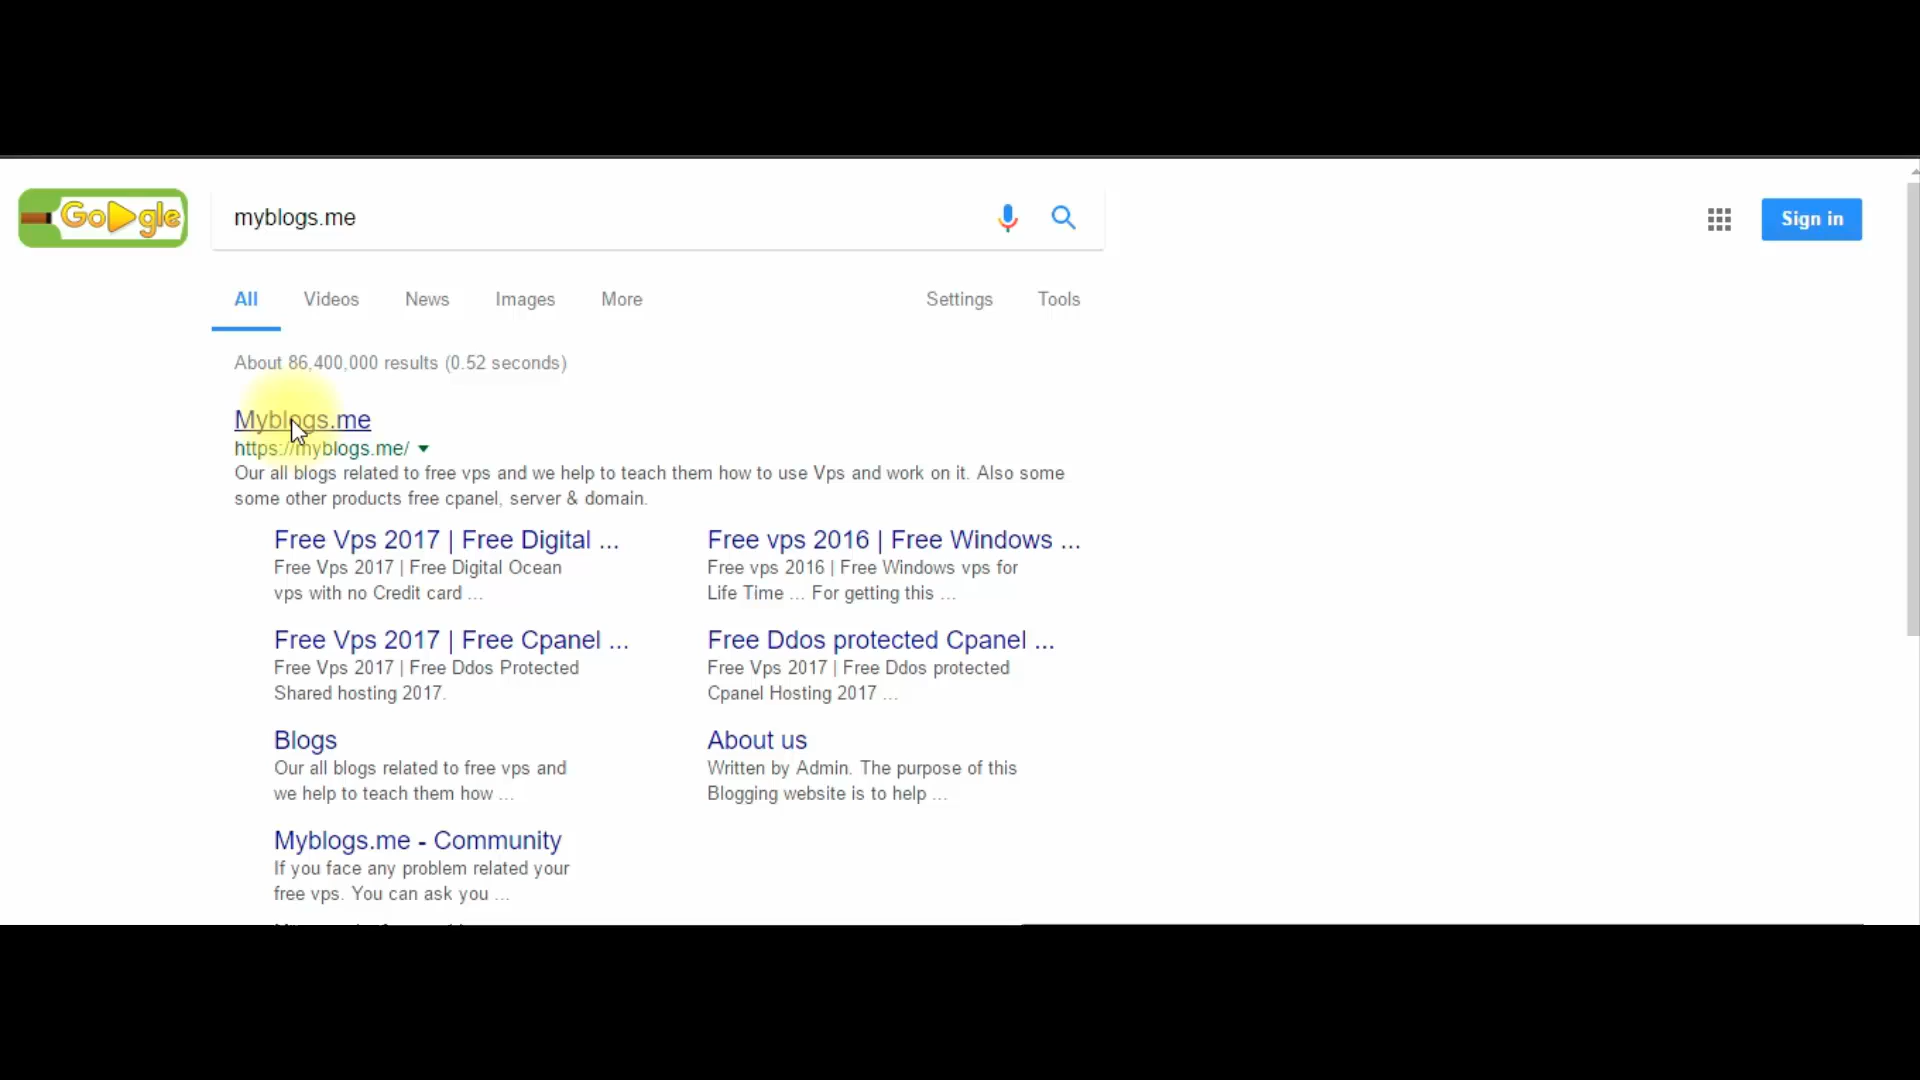 Google
myblogs.me
Sign in
All Videos News Images More Settings Tools
About 86,400,000 results (0.52 seconds)
Myblogs.me
https://myblogs.me/
Our all blogs related to free vps and we help to teach them how to use Vps and work on it. Also some
some other products free cpanel, server & domain.
Free Vps 2017 | Free Digital ...
Free Vps 2017 | Free Digital Ocean
vps with no Credit card ...
Free vps 2016 | Free Windows ...
Free vps 2016 | Free Windows vps for
Life Time ... For getting this ...
Free Vps 2017 | Free Cpanel ...
Free Vps 2017 | Free Ddos Protected
Shared hosting 2017.
Free Ddos protected Cpanel ...
Free Vps 2017 | Free Ddos protected
Cpanel Hosting 2017 ...
Blogs
Our all blogs related to free vps and
we help to teach them how ...
About us
Written by Admin. The purpose of this
Blogging website is to help ...
Myblogs.me - Community
If you face any problem related your
free vps. You can ask you ...